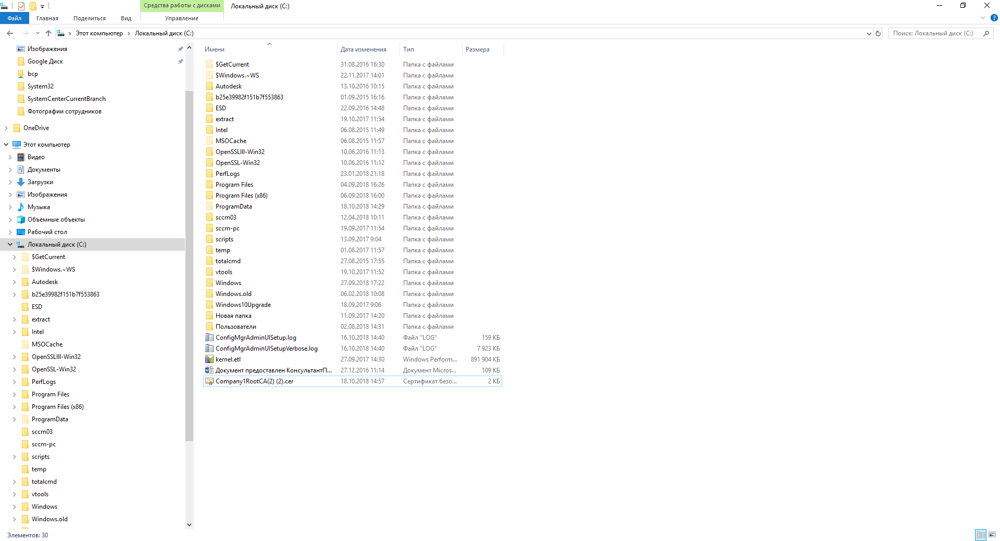 Средства работы с дисками
Локальный диск (C:)
Файл
Главная
Поделиться
Вид
Управление
Этот компьютер
Локальный диск (C:)
Поиск: Локальный диск (C:)
Изображения
Google Диск
bcp
System32
SystemCenterCurrentBranch
Фотографии сотрудников
OneDrive
Этот компьютер
Видео
Документы
Загрузки
Изображения
Музыка
Объемные объекты
Рабочий стол
Локальный диск (C:)
$GetCurrent
$Windows.~WS
Autodesk
b25e39982f151b7f553863
ESD
extract
Intel
MSOCache
OpenSSLIII-Win32
OpenSSL-Win32
PerfLogs
Program Files
Program Files (x86)
ProgramData
sccm03
sccm-pc
scripts
temp
totalcmd
vtools
Windows
Windows.old
Имени Дата изменения Тип Размера
$GetCurrent 31.08.2016 16:30 Папка с файлами
$Windows.~WS 22.11.2017 14:01 Папка с файлами
Autodesk 13.10.2016 10:15 Папка с файлами
b25e39982f151b7f553863 01.09.2015 16:16 Папка с файлами
ESD 22.09.2016 14:48 Папка с файлами
extract 19.10.2017 11:54 Папка с файлами
Intel 06.08.2015 11:49 Папка с файлами
MSOCache 06.08.2015 11:57 Папка с файлами
OpenSSLIII-Win32 10.06.2016 11:13 Папка с файлами
OpenSSL-Win32 10.06.2016 11:12 Папка с файлами
PerfLogs 23.01.2018 21:18 Папка с файлами
Program Files 04.09.2018 16:26 Папка с файлами
Program Files (x86) 06.09.2018 16:00 Папка с файлами
ProgramData 18.10.2018 14:29 Папка с файлами
sccm03 12.04.2018 10:11 Папка с файлами
sccm-pc 19.09.2017 11:54 Папка с файлами
scripts 13.09.2017 9:04 Папка с файлами
temp 01.08.2017 11:57 Папка с файлами
totalcmd 27.08.2015 17:55 Папка с файлами
vtools 19.10.2017 11:52 Папка с файлами
Windows 27.09.2018 17:22 Папка с файлами
Windows.old 06.02.2018 10:08 Папка с файлами
Windows10Upgrade 18.09.2017 9:06 Папка с файлами
Новая папка 11.09.2017 14:20 Папка с файлами
Пользователи 02.08.2018 14:31 Папка с файлами
ConfigMgrAdminUISetup.log 16.10.2018 14:40 Файл "LOG" 159 КБ
ConfigMgrAdminUISetupVerbose.log 16.10.2018 14:40 Файл "LOG" 7 923 КБ
kernel.etl 27.09.2017 14:30 Windows Perform... 891 904 КБ
Документ предоставлен КонсультантП... 27.12.2016 11:14 Документ Micros... 109 КБ
Company1RootCA(2) (2).cer 18.10.2018 14:57 Сертификат безо... 2 КБ
Элементов: 30